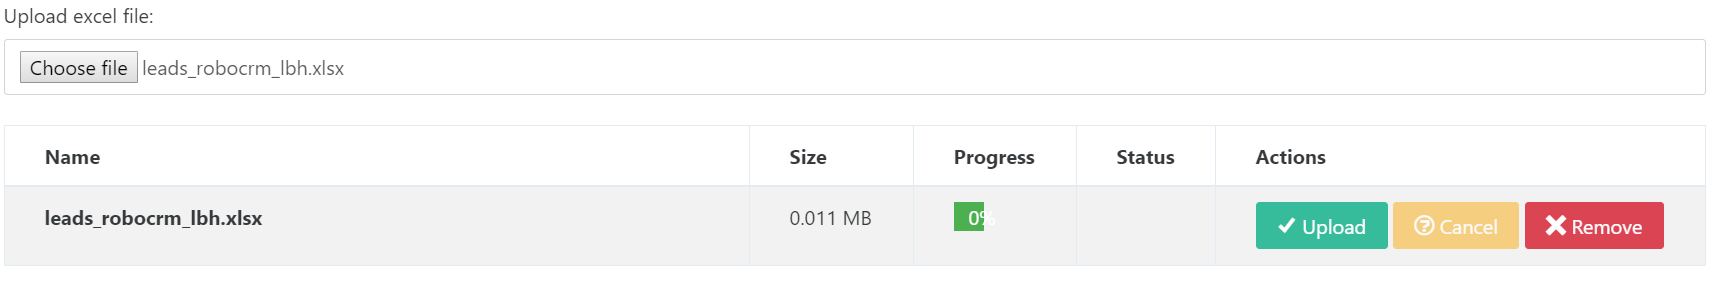 Upload excel file:
Choose file leads_robocrm_lbh.xlsx
Name Size Progress Status Actions
leads_robocrm_lbh.xlsx 0.011 MB 0% Upload Cancel Remove